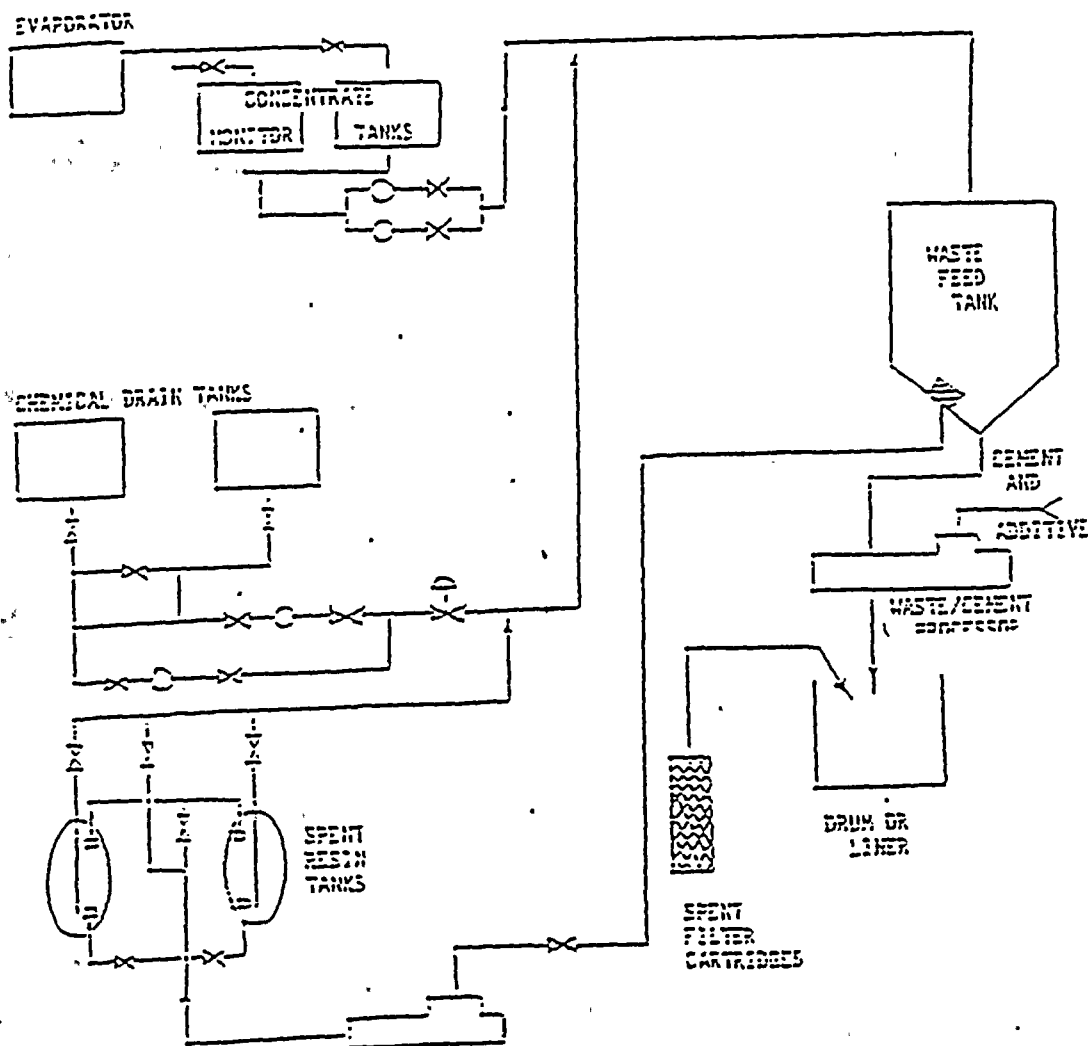 EVAPORATOR
CONCENTRATE
MONITOR TANKS
WASTE
FEED
TANK
CHEMICAL DRAIN TANKS
CEMENT
AND
ADDITIVE
WASTE/CEMENT
PROCESSOR
SPENT
RESIN
TANKS
DRUM OR
LINER
SPENT
FILTER
CARTRIDGES